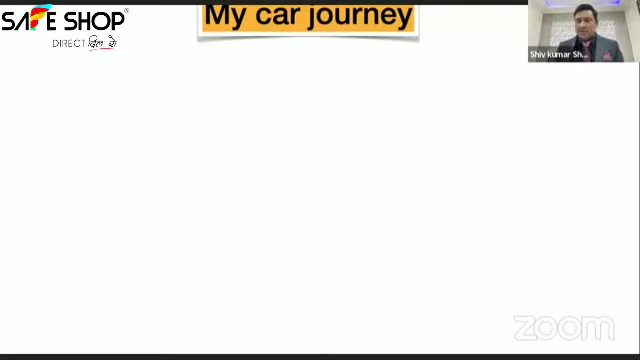 My car journey
SAFE SHOP®
DIRECT दिल से
Shiv kumar Sh...
zoom